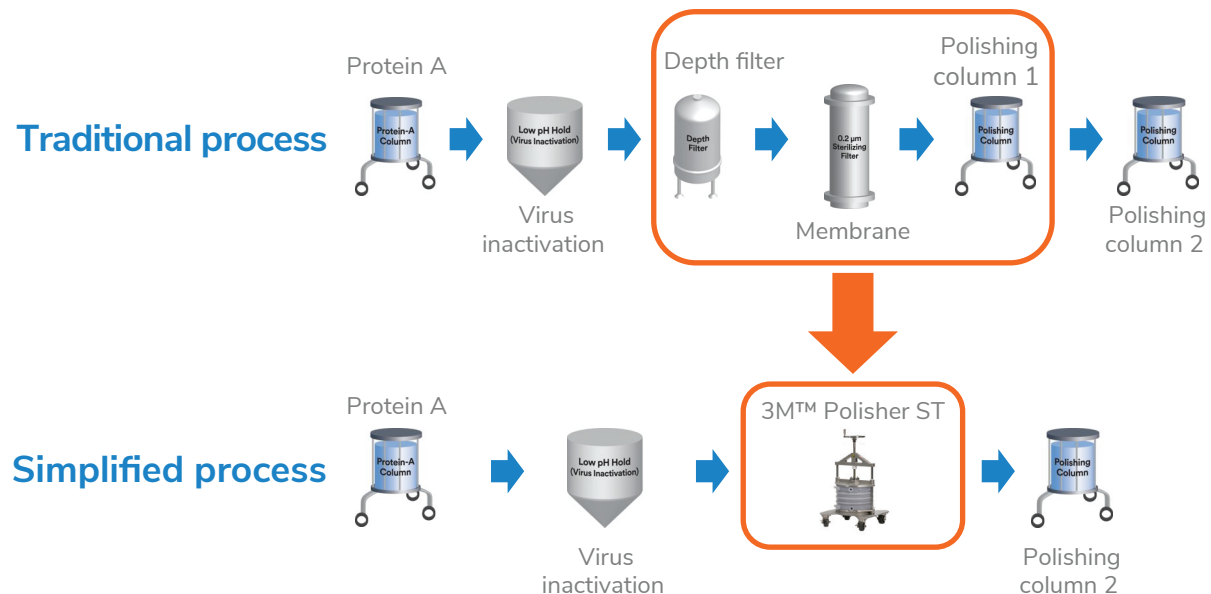 Traditional process
Protein A
Protein-A
Column
Low pH Hold
(Virus Inactivation)
Virus
inactivation
Depth filter
Depth
Filter
0.2 µm
Sterilizing
Filter
Membrane
Polishing
column 1
Polishing
Column
Polishing
Column
Polishing
column 2
Simplified process
Protein A
Protein-A
Column
Low pH Hold
(Virus Inactivation)
Virus
inactivation
3M™ Polisher ST
Polishing
Column
Polishing
column 2